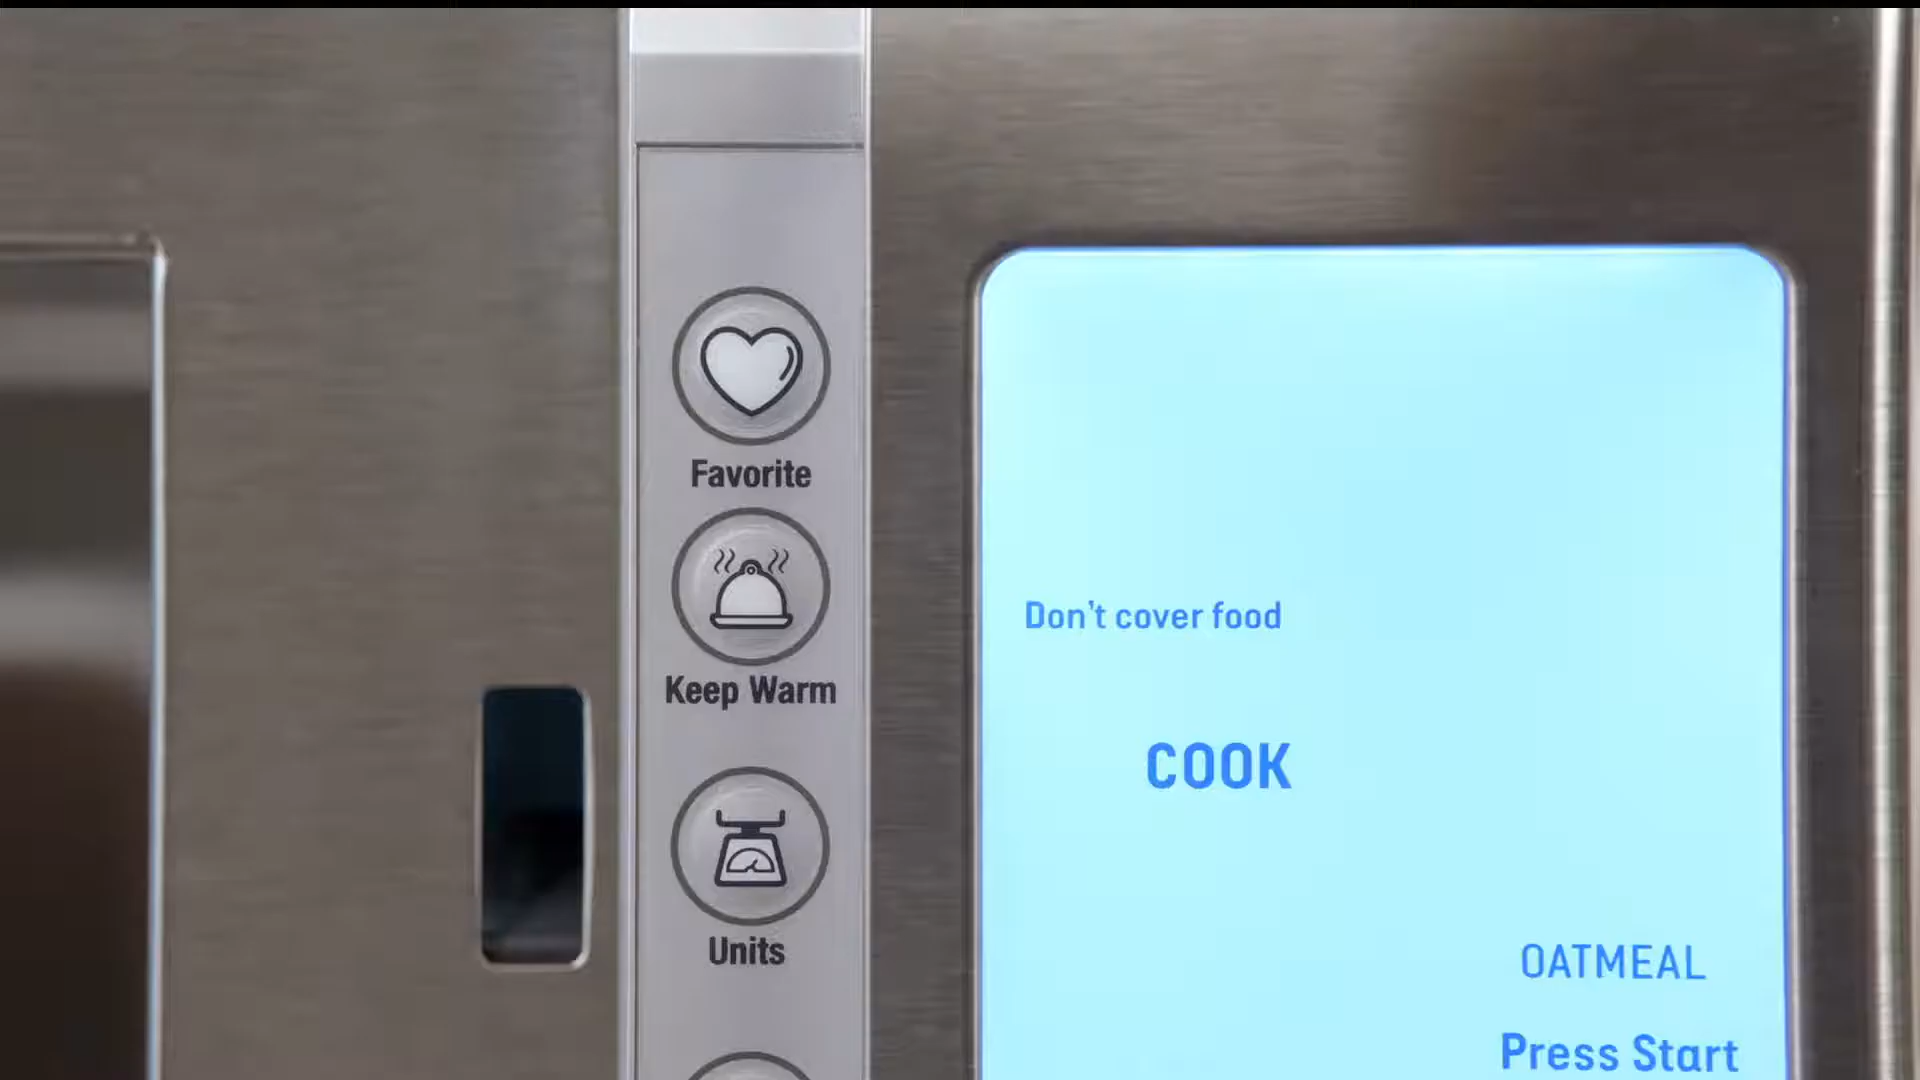 Favorite
Keep Warm
Units
Don't cover food
COOK
OATMEAL
Press Start